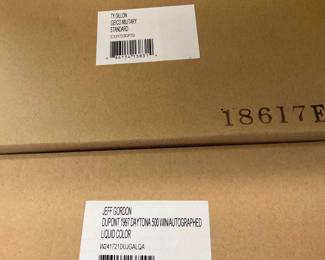 TY DILLON
GEICO MILITARY
STANDARD
18617E
JEFF GORDON
DUPONT 1997 DAYTONA 500 WIN/AUTOGRAPHED
LIQUID COLOR